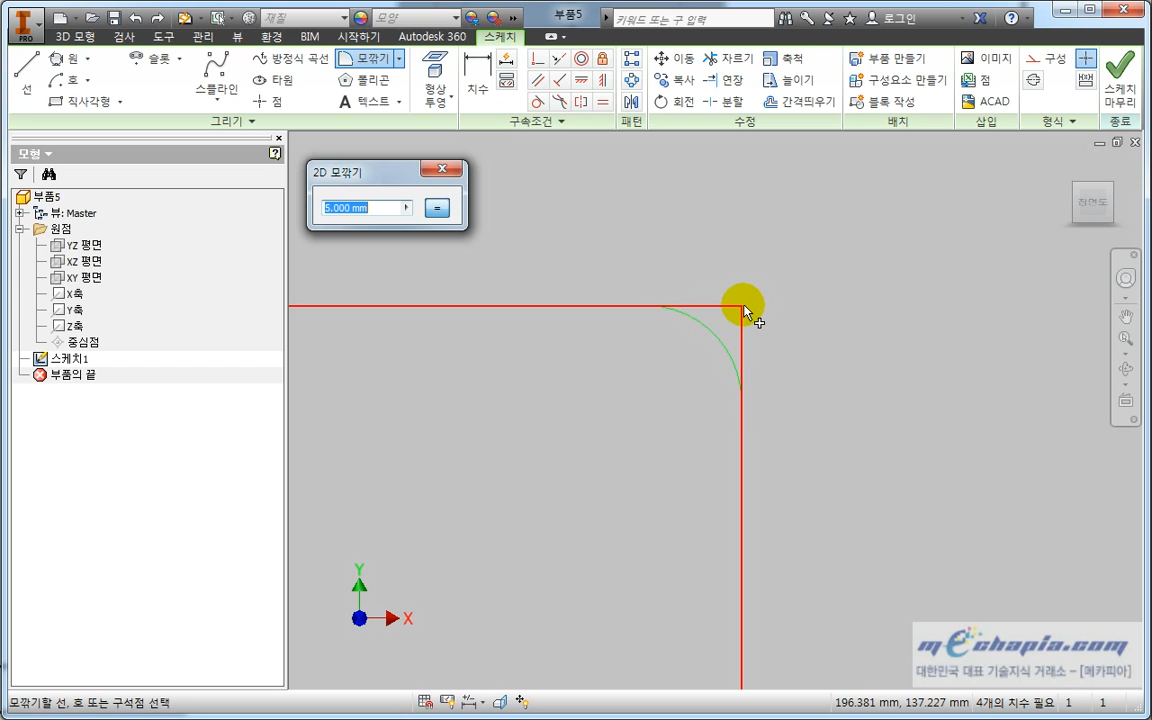 PRO
재질
모양
부품5
키워드 또는 구 입력
로그인
3D 모형 검사 도구 관리 뷰 환경 BIM 시작하기 Autodesk 360 스케치
선
원
호
직사각형
슬롯
스플라인
방정식 곡선
타원
점
모깎기
폴리곤
텍스트
그리기
형상
투영
치수
구속조건
패턴
이동 자르기 축척
복사 연장 늘이기
회전 분할 간격띄우기
수정
부품 만들기
구성요소 만들기
블록 작성
배치
이미지
점
ACAD
삽입
구성
형식
스케치
마무리
종료
모형
부품5
뷰: Master
원점
YZ 평면
XZ 평면
XY 평면
X축
Y축
Z축
중심점
스케치1
부품의 끝
2D 모깎기
5.000 mm
=
정면도
Y
X
mEchapia.com
대한민국 대표 기술지식 거래소 – [메카피아]
모깎기할 선, 호 또는 구석점 선택
196.381 mm, 137.227 mm 4개의 치수 필요 1 1